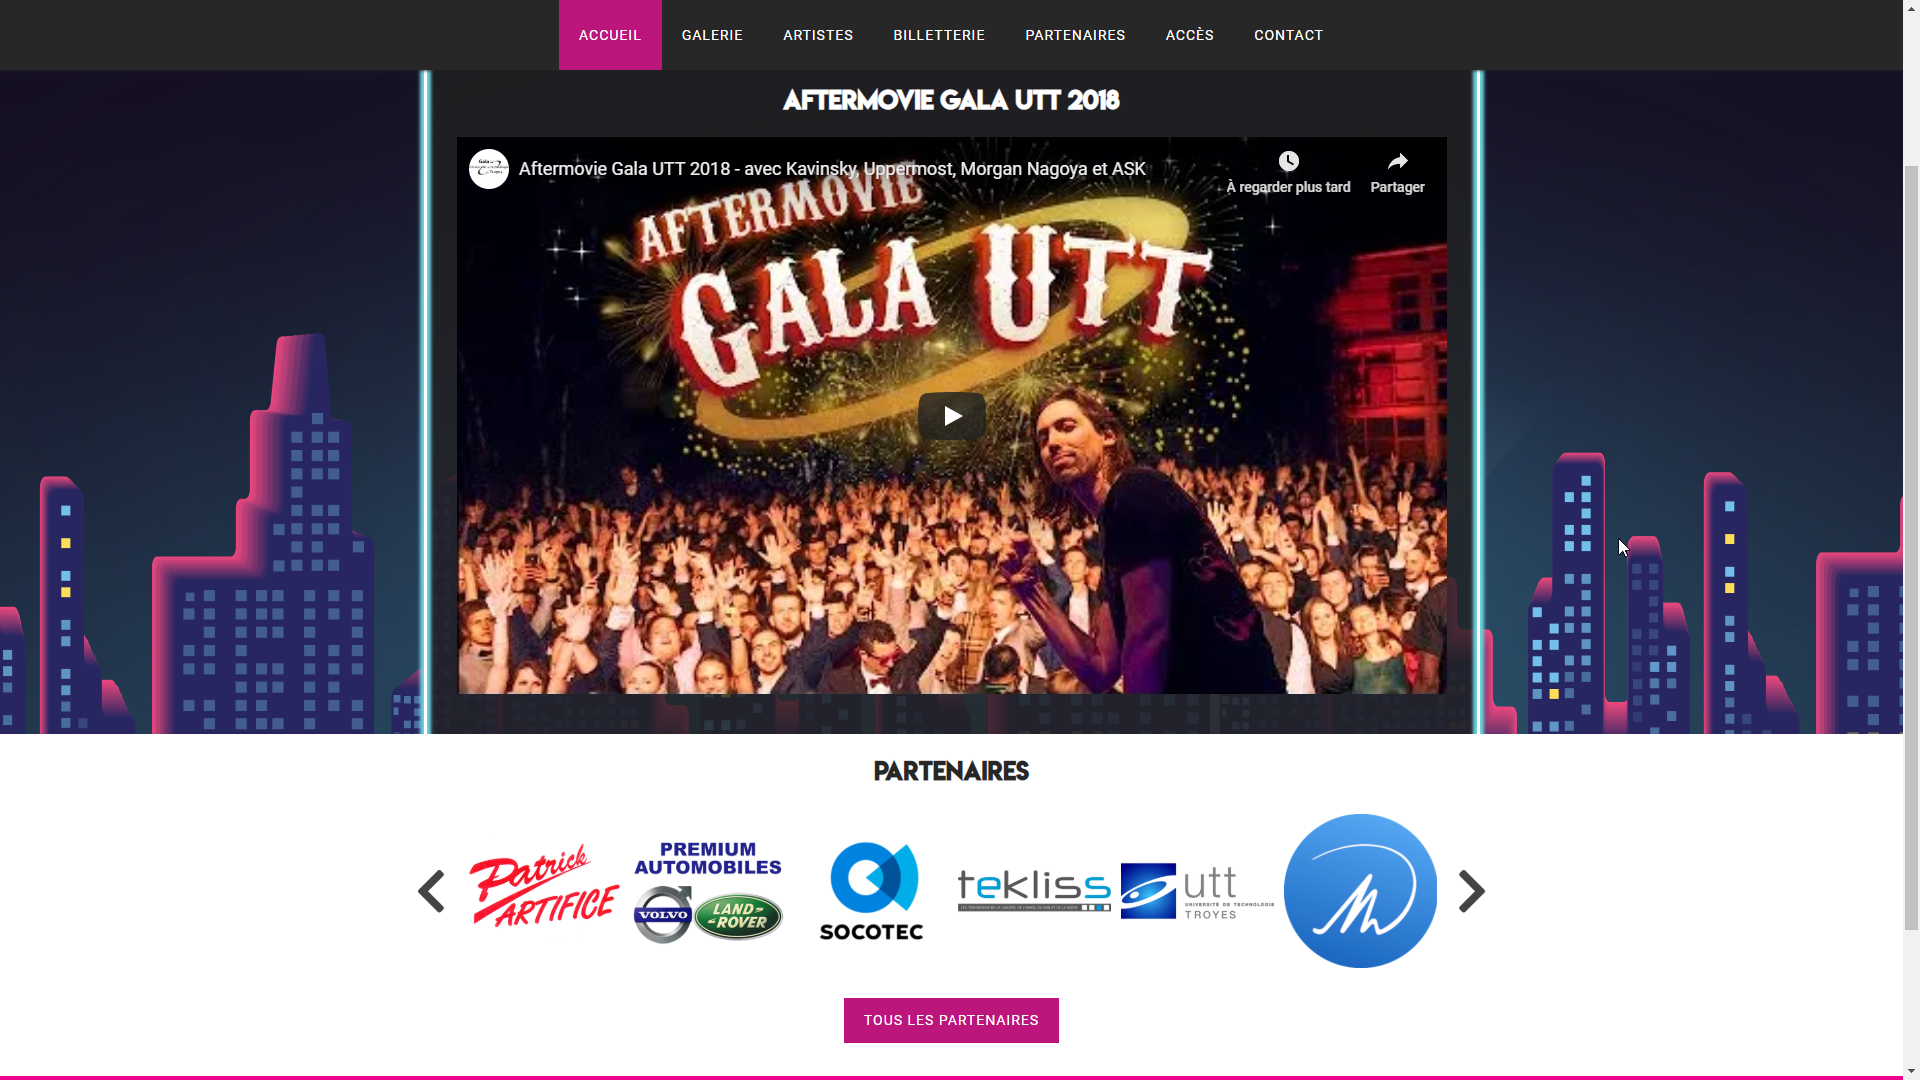 ACCUEIL
GALERIE
ARTISTES
BILLETTERIE
PARTENAIRES
ACCÈS
CONTACT
AFTERMOVIE GALA UTT 2018
Aftermovie Gala UTT 2018 - avec Kavinsky, Uppermost, Morgan Nagoya et ASK
À regarder plus tard
Partager
AFTERMOVIE
GALA UTT
PARTENAIRES
Patrick
ARTIFICE
PREMIUM
AUTOMOBILES
VOLVO
LAND-
-ROVER
SOCOTEC
tekliss
utt
UNIVERSITÉ DE TECHNOLOGIE
TROYES
TOUS LES PARTENAIRES